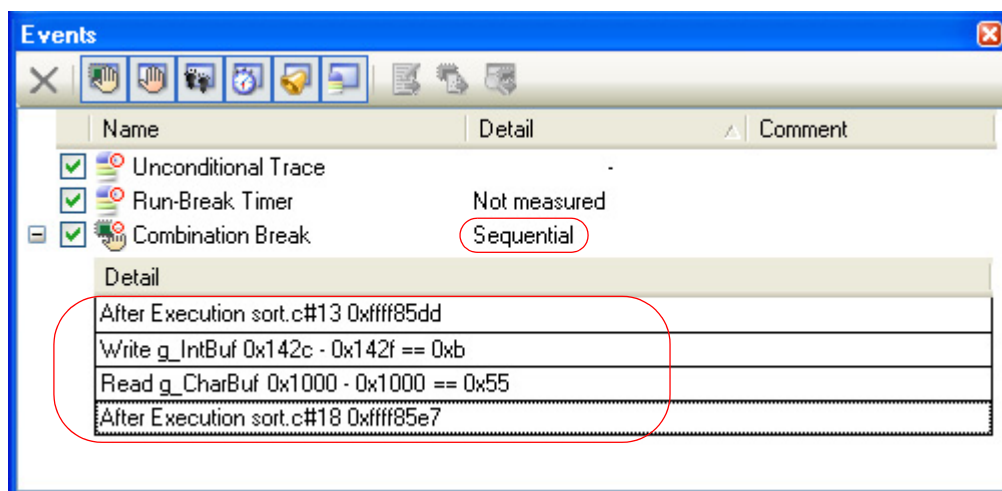 Events
Name Detail Comment
Unconditional Trace -
Run-Break Timer Not measured
Combination Break Sequential
Detail
After Execution sort.c#13 0xffff85dd
Write g_IntBuf 0x142c - 0x142f == 0xb
Read g_CharBuf 0x1000 - 0x1000 == 0x55
After Execution sort.c#18 0xffff85e7